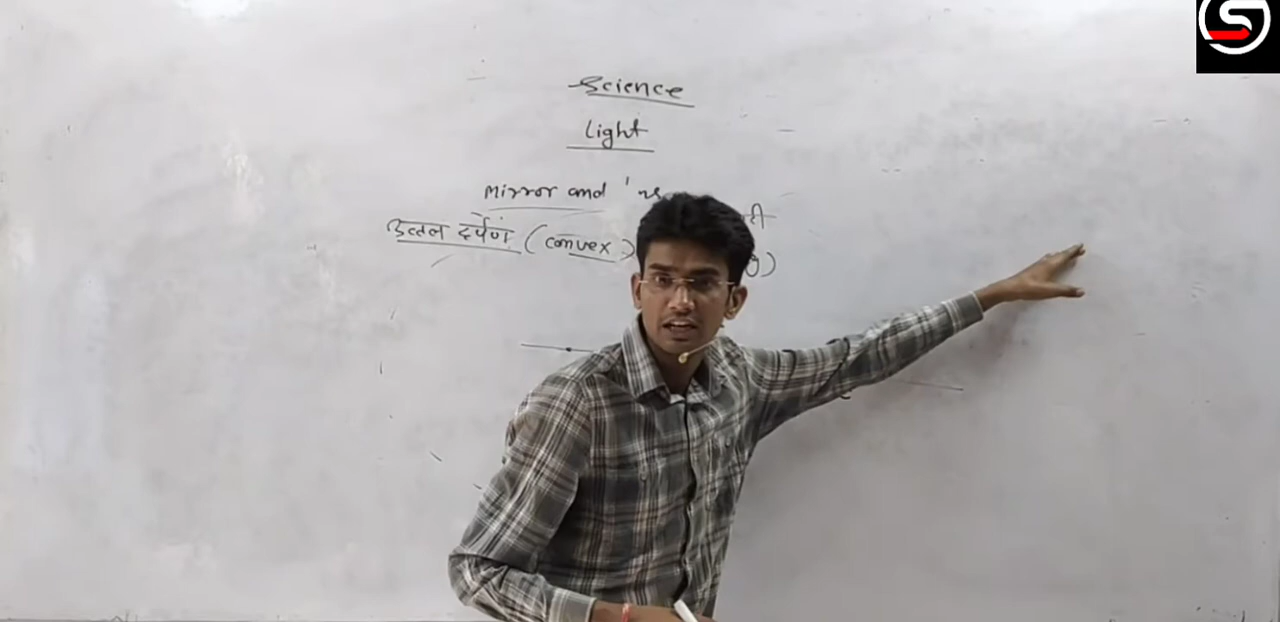 Science
Light
Mirror and
उत्तल दर्पण (convex)